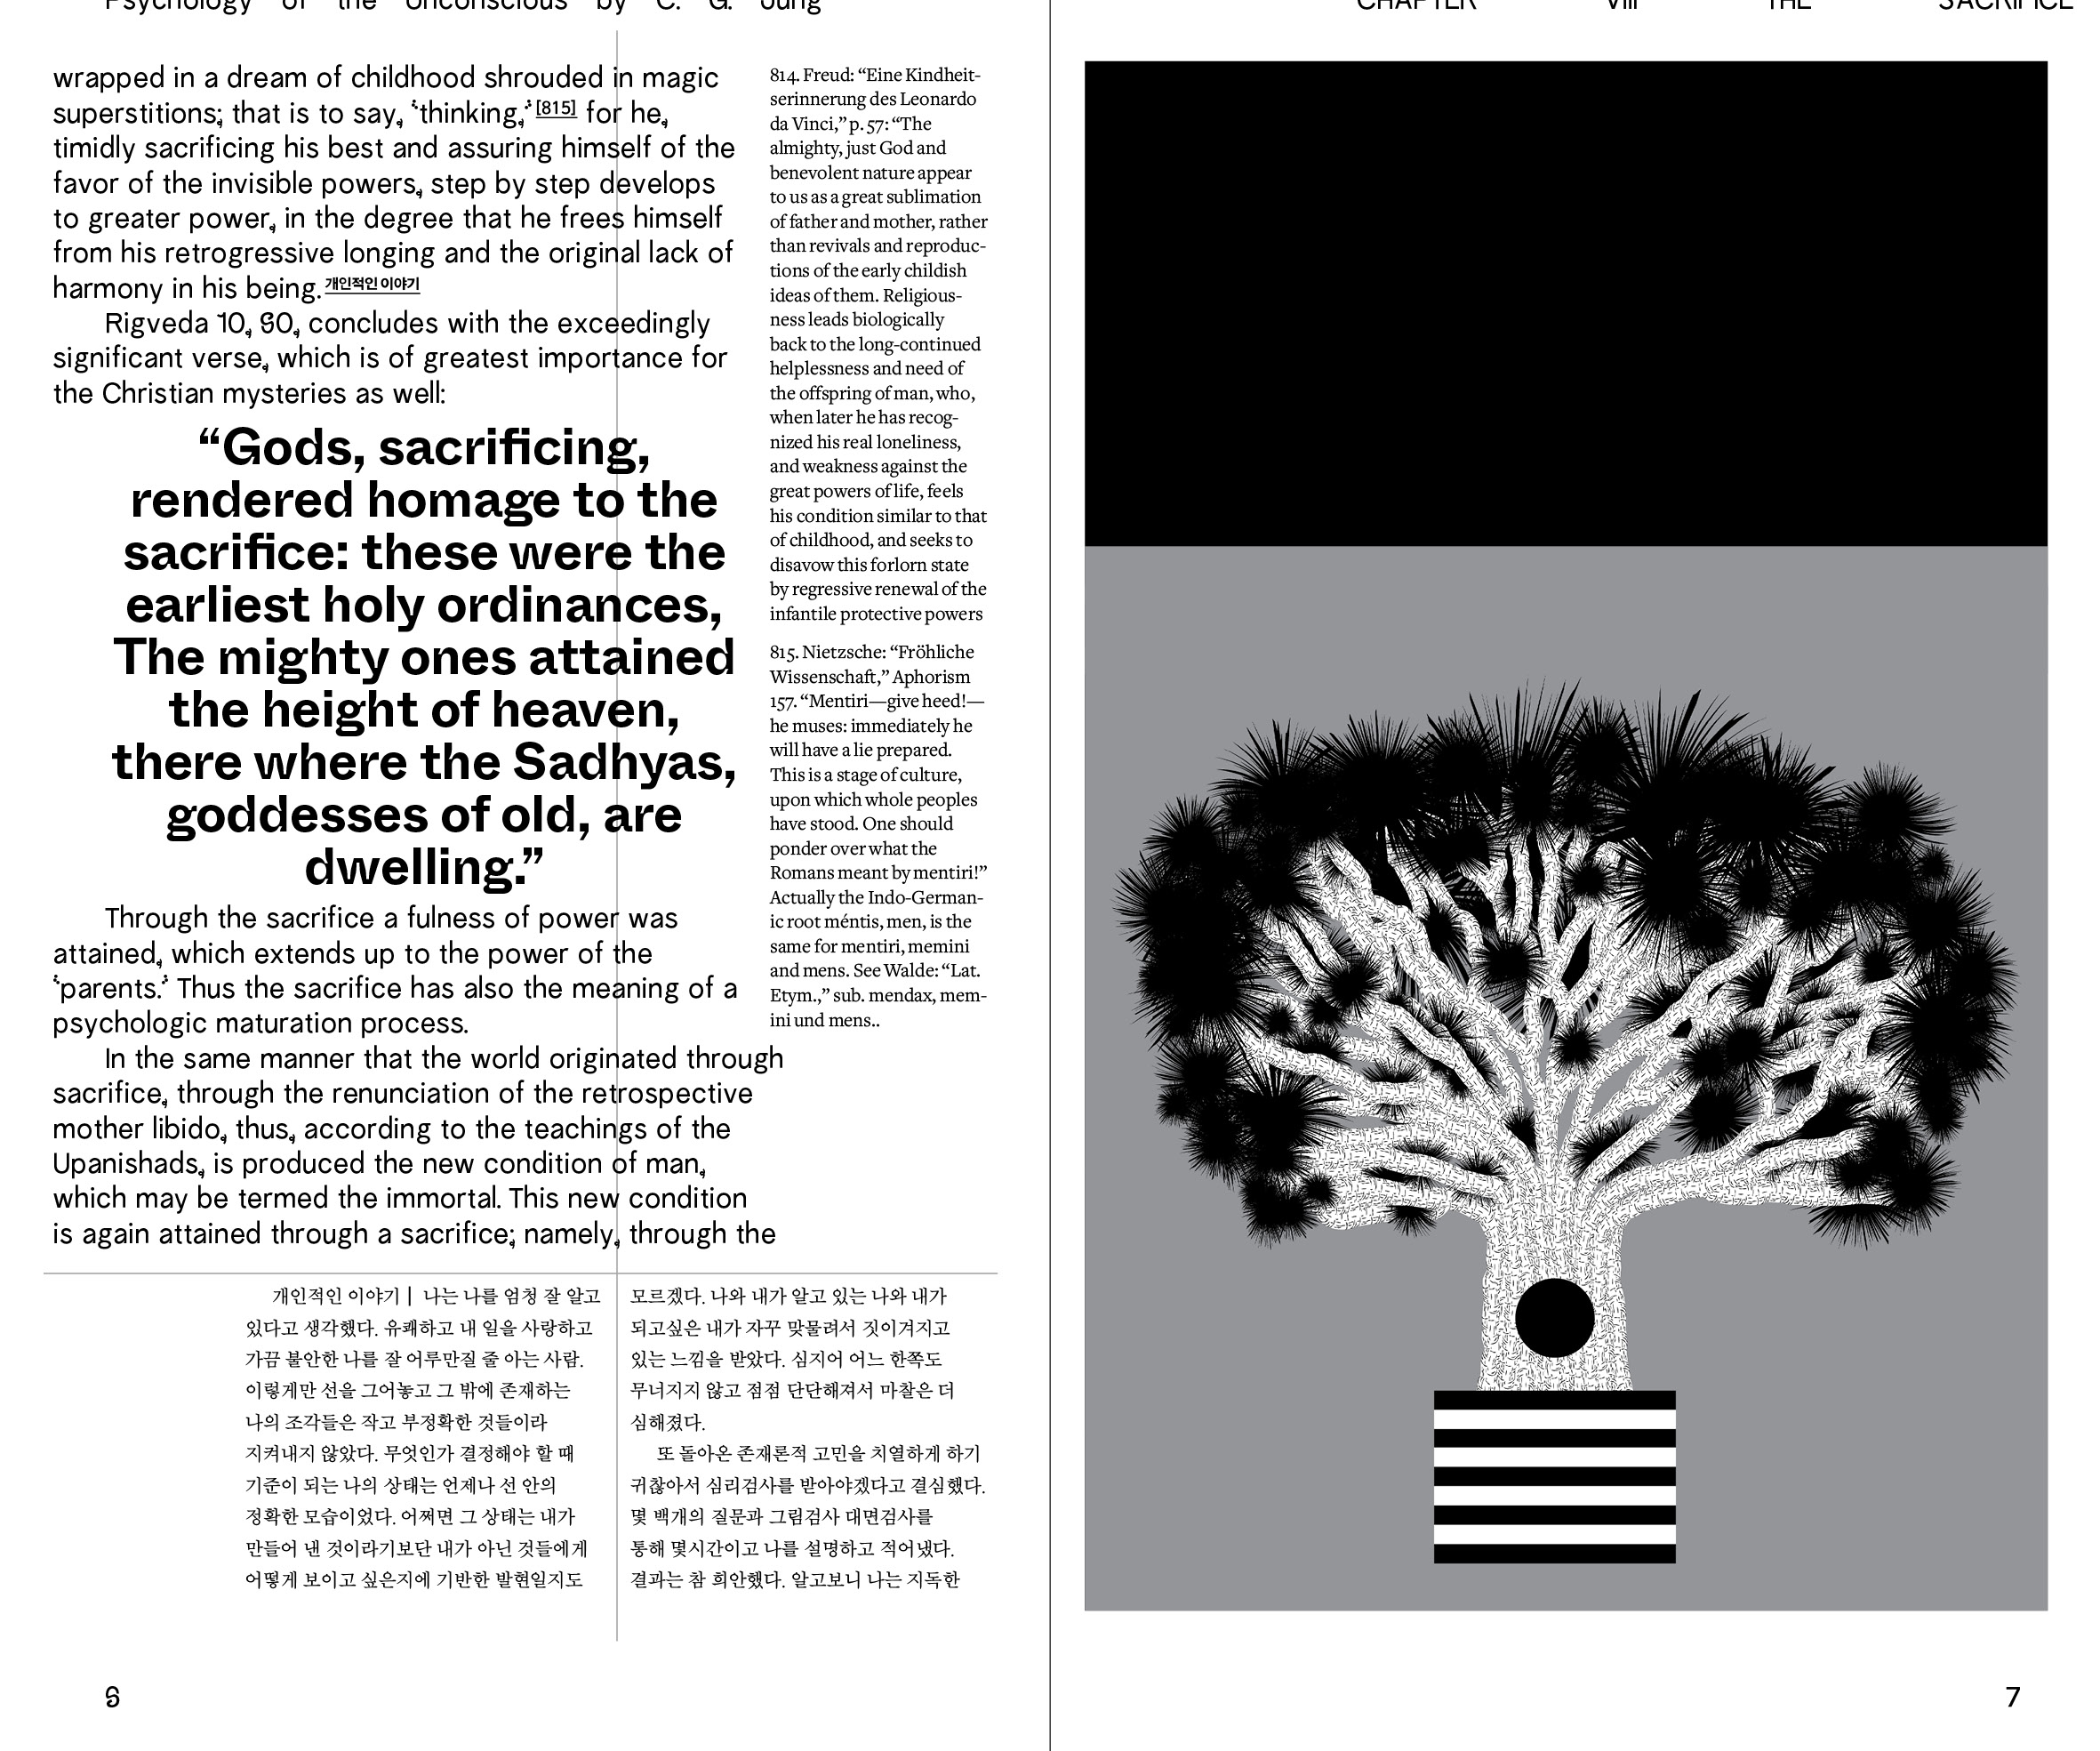 Psychology of the Unconscious by C. G. Jung
wrapped in a dream of childhood shrouded in magic
superstitions; that is to say, “thinking,”[815] for he,
timidly sacrificing his best and assuring himself of the
favor of the invisible powers, step by step develops
to greater power, in the degree that he frees himself
from his retrogressive longing and the original lack of
harmony in his being.개인적인 이야기
Rigveda 10, 90, concludes with the exceedingly
significant verse, which is of greatest importance for
the Christian mysteries as well:
“Gods, sacrificing,
rendered homage to the
sacrifice: these were the
earliest holy ordinances,
The mighty ones attained
the height of heaven,
there where the Sadhyas,
goddesses of old, are
dwelling.”
Through the sacrifice a fulness of power was
attained, which extends up to the power of the
“parents.” Thus the sacrifice has also the meaning of a
psychologic maturation process.
In the same manner that the world originated through
sacrifice, through the renunciation of the retrospective
mother libido, thus, according to the teachings of the
Upanishads, is produced the new condition of man,
which may be termed the immortal. This new condition
is again attained through a sacrifice; namely, through the
814. Freud: “Eine Kindheit-
serinnerung des Leonardo
da Vinci,” p. 57: “The
almighty, just God and
benevolent nature appear
to us as a great sublimation
of father and mother, rather
than revivals and reproduc-
tions of the early childish
ideas of them. Religious-
ness leads biologically
back to the long-continued
helplessness and need of
the offspring of man, who,
when later he has recog-
nized his real loneliness,
and weakness against the
great powers of life, feels
his condition similar to that
of childhood, and seeks to
disavow this forlorn state
by regressive renewal of the
infantile protective powers
815. Nietzsche: “Fröhliche
Wissenschaft,” Aphorism
157. “Mentiri—give heed!—
he muses: immediately he
will have a lie prepared.
This is a stage of culture,
upon which whole peoples
have stood. One should
ponder over what the
Romans meant by mentiri!”
Actually the Indo-German-
ic root méntis, men, is the
same for mentiri, memini
and mens. See Walde: “Lat.
Etym.,” sub. mendax, mem-
ini und mens..
개인적인 이야기 | 나는 나를 엄청 잘 알고
있다고 생각했다. 유쾌하고 내 일을 사랑하고
가끔 불안한 나를 잘 어루만질 줄 아는 사람.
이렇게만 선을 그어놓고 그 밖에 존재하는
나의 조각들은 작고 부정확한 것들이라
지켜내지 않았다. 무엇인가 결정해야 할 때
기준이 되는 나의 상태는 언제나 선 안의
정확한 모습이었다. 어쩌면 그 상태는 내가
만들어 낸 것이라기보단 내가 아닌 것들에게
어떻게 보이고 싶은지에 기반한 발현일지도
모르겠다. 나와 내가 알고 있는 나와 내가
되고싶은 내가 자꾸 맞물려서 짓이겨지고
있는 느낌을 받았다. 심지어 어느 한쪽도
무너지지 않고 점점 단단해져서 마찰은 더
심해졌다.
또 돌아온 존재론적 고민을 치열하게 하기
귀찮아서 심리검사를 받아야겠다고 결심했다.
몇 백개의 질문과 그림검사 대면검사를
통해 몇시간이고 나를 설명하고 적어냈다.
결과는 참 희안했다. 알고보니 나는 지독한
6
CHAPTER VIII THE SACRIFICE
7